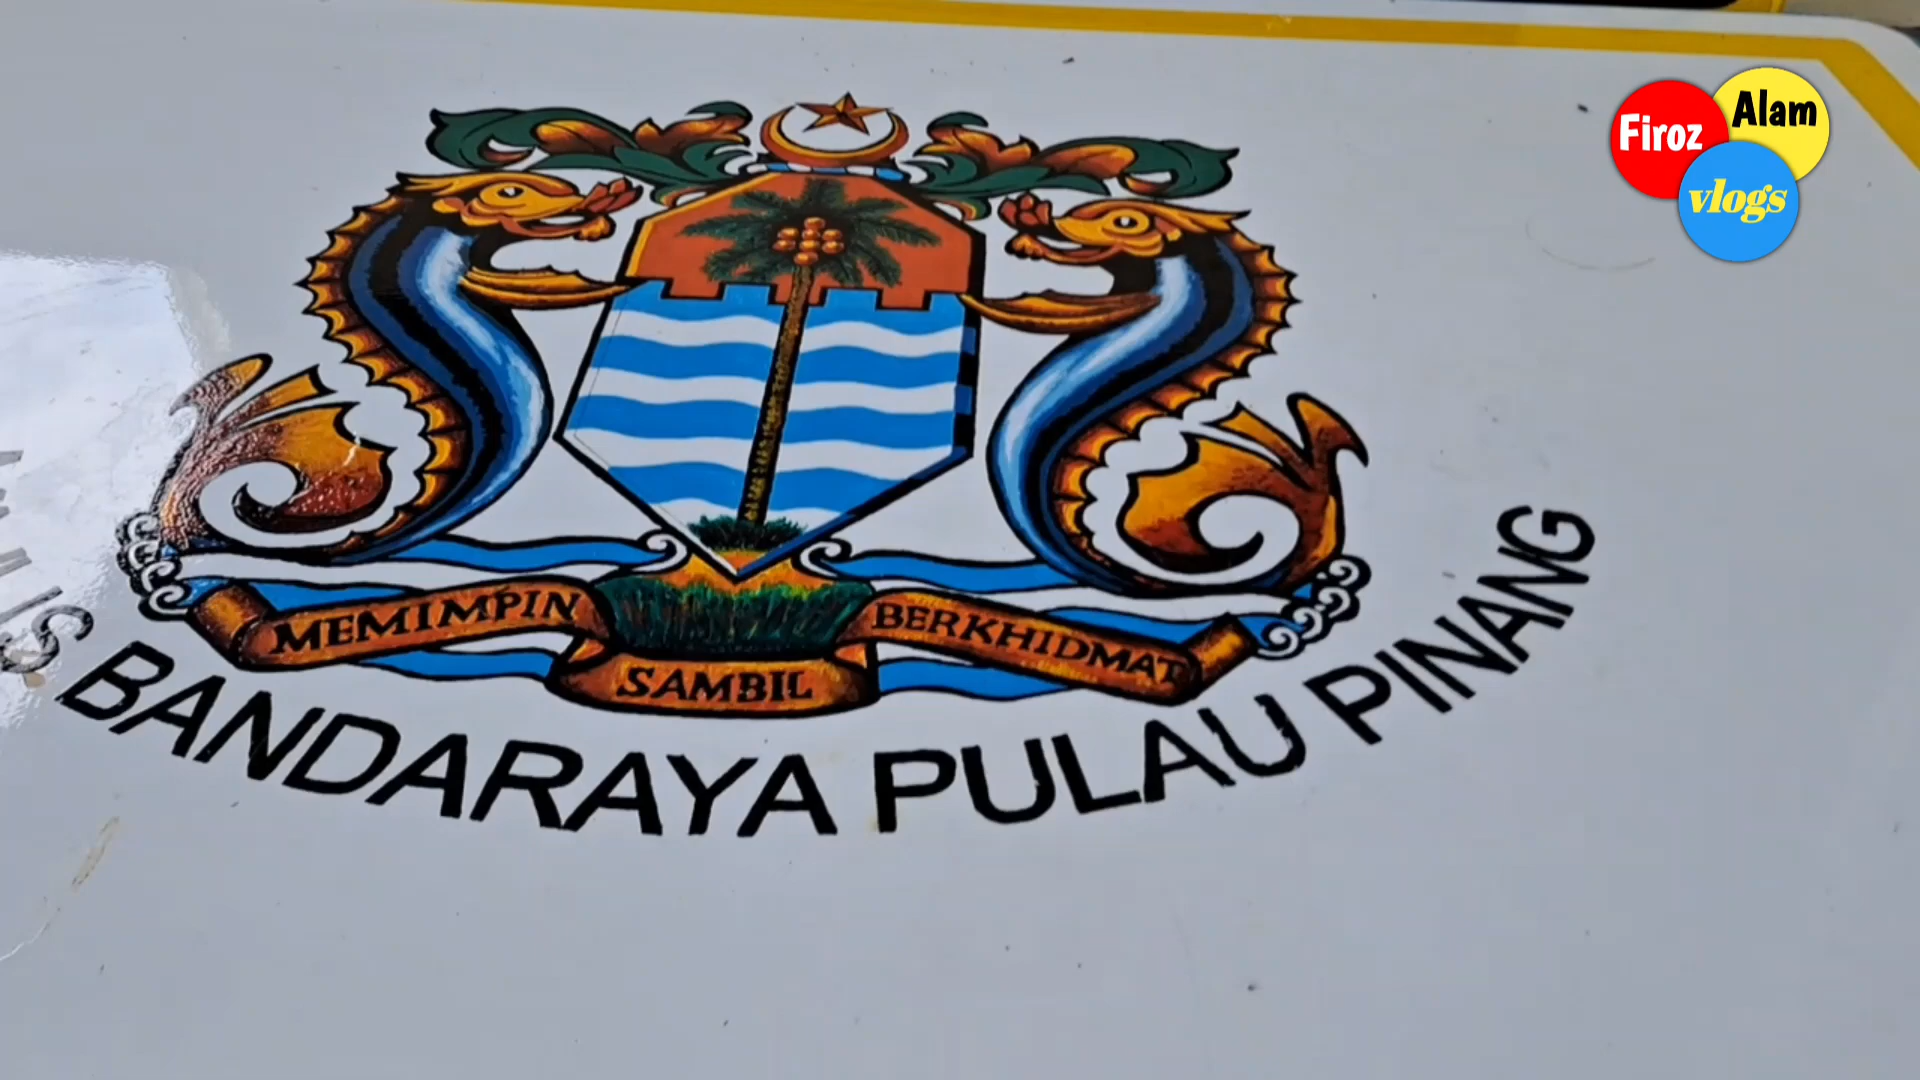 Firoz Alam
vlogs
MEMIMPIN SAMBIL BERKHIDMAT
BANDARAYA PULAU PINANG